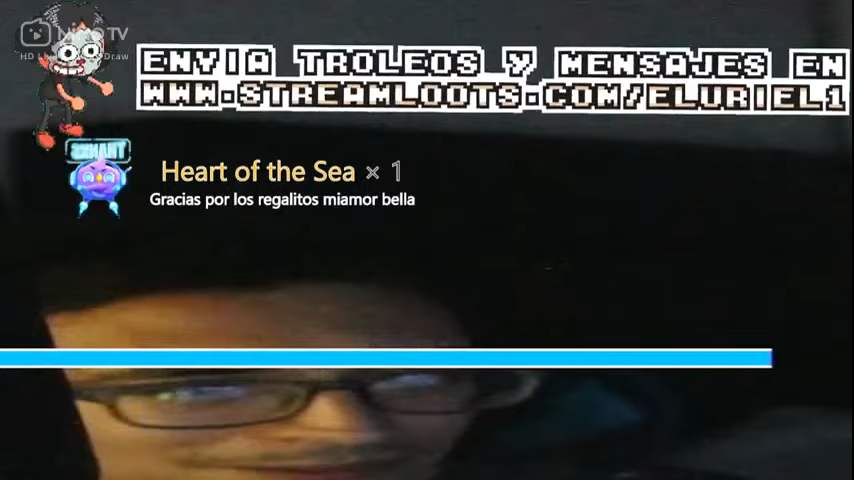 NimoTV
ENVIA TROLEOS Y MENSAJES EN
WWW.STREAMLOOTS.COM/ELURIEL1
Heart of the Sea × 1
Gracias por los regalitos miamor bella